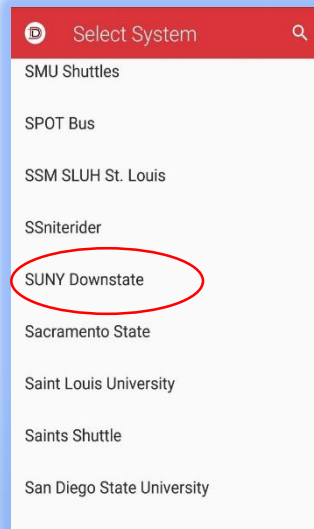 D Select System
SMU Shuttles
SPOT Bus
SSM SLUH St. Louis
SSniterider
SUNY Downstate
Sacramento State
Saint Louis University
Saints Shuttle
San Diego State University